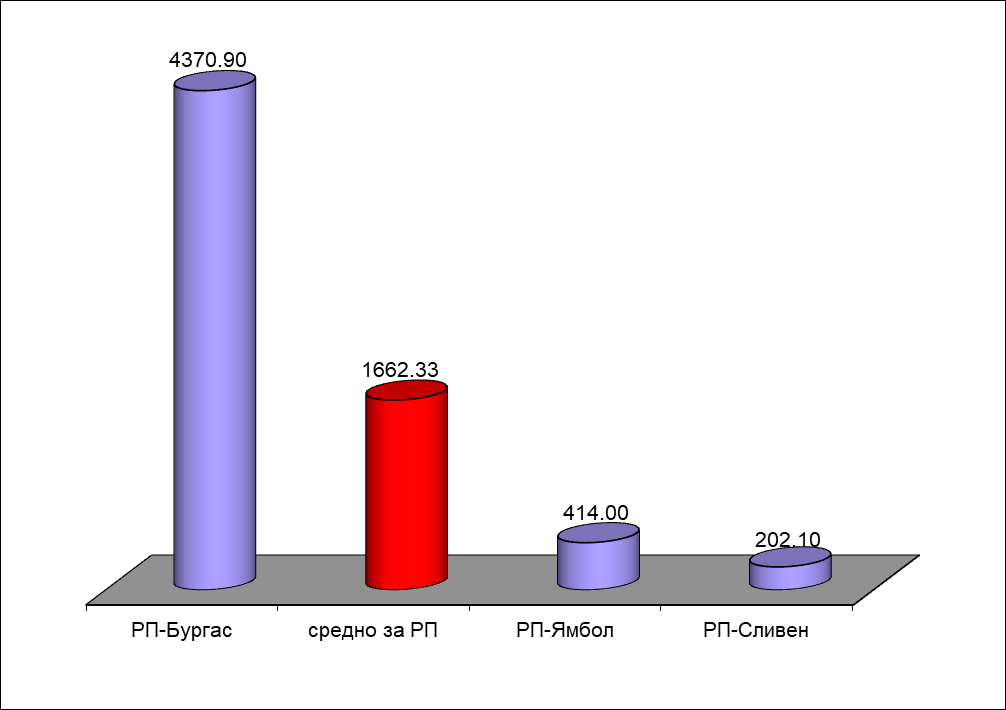 4370.90
1662.33
414.00
202.10
РП-Бургас
средно за РП
РП-Ямбол
РП-Сливен